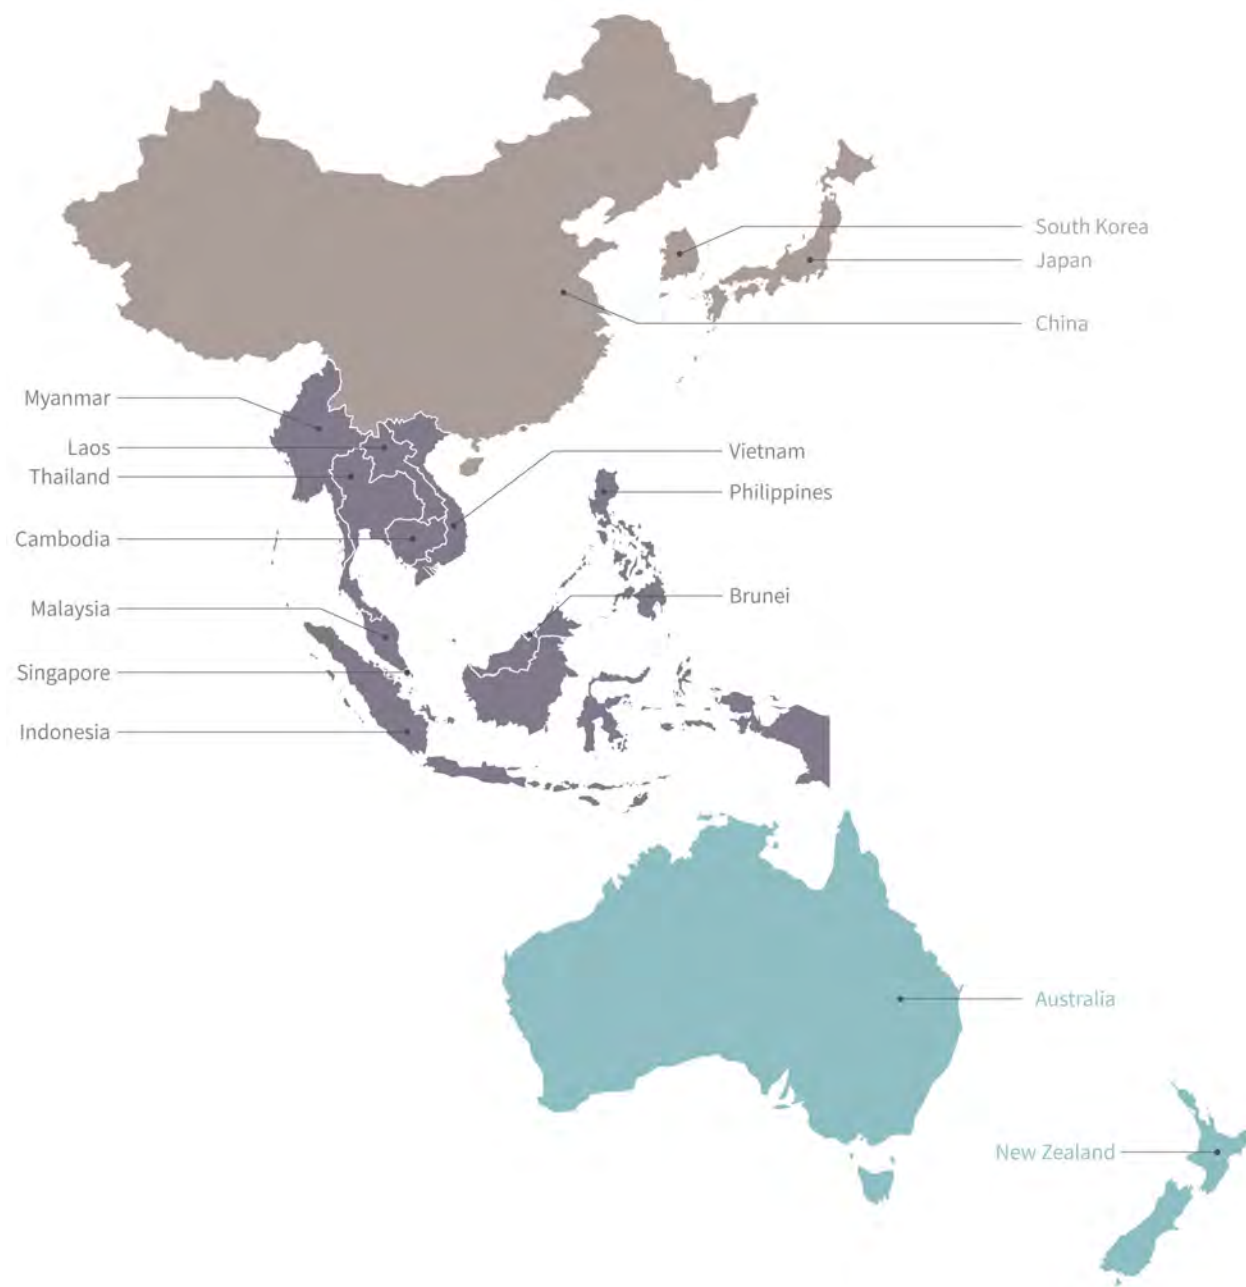 South Korea
Japan
China
Myanmar
Laos
Vietnam
Thailand
Philippines
Cambodia
Brunei
Malaysia
Singapore
Indonesia
Australia
New Zealand